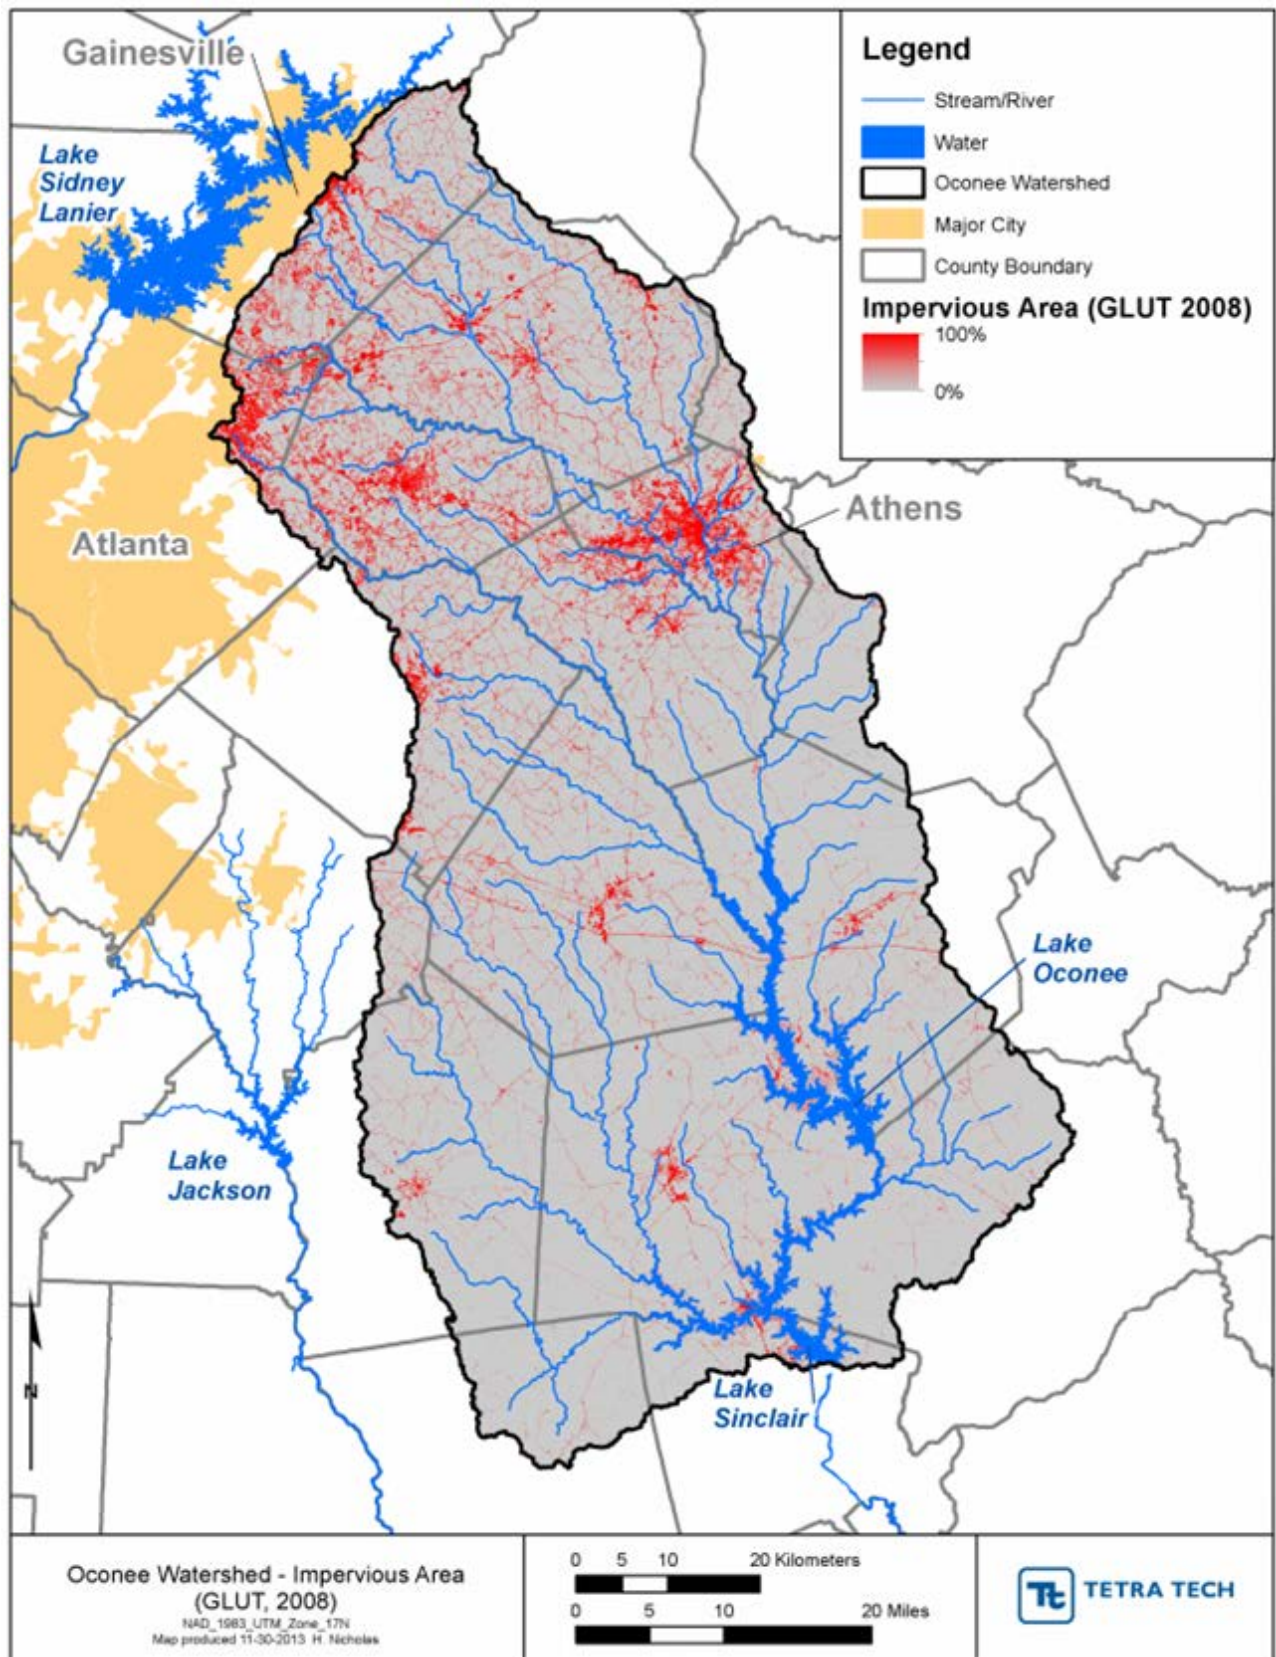 Gainesville
Lake
Sidney
Lanier
Legend
Stream/River
Water
Oconee Watershed
Major City
County Boundary
Impervious Area (GLUT 2008)
100%
0%
Athens
Atlanta
Lake
Oconee
Lake
Jackson
Lake
Sinclair
N
Oconee Watershed - Impervious Area
(GLUT, 2008)
NAD_1983_UTM_Zone_17N
Map produced 11-30-2013 H. Nicholas
0 5 10 20 Kilometers
0 5 10 20 Miles
Tt TETRA TECH